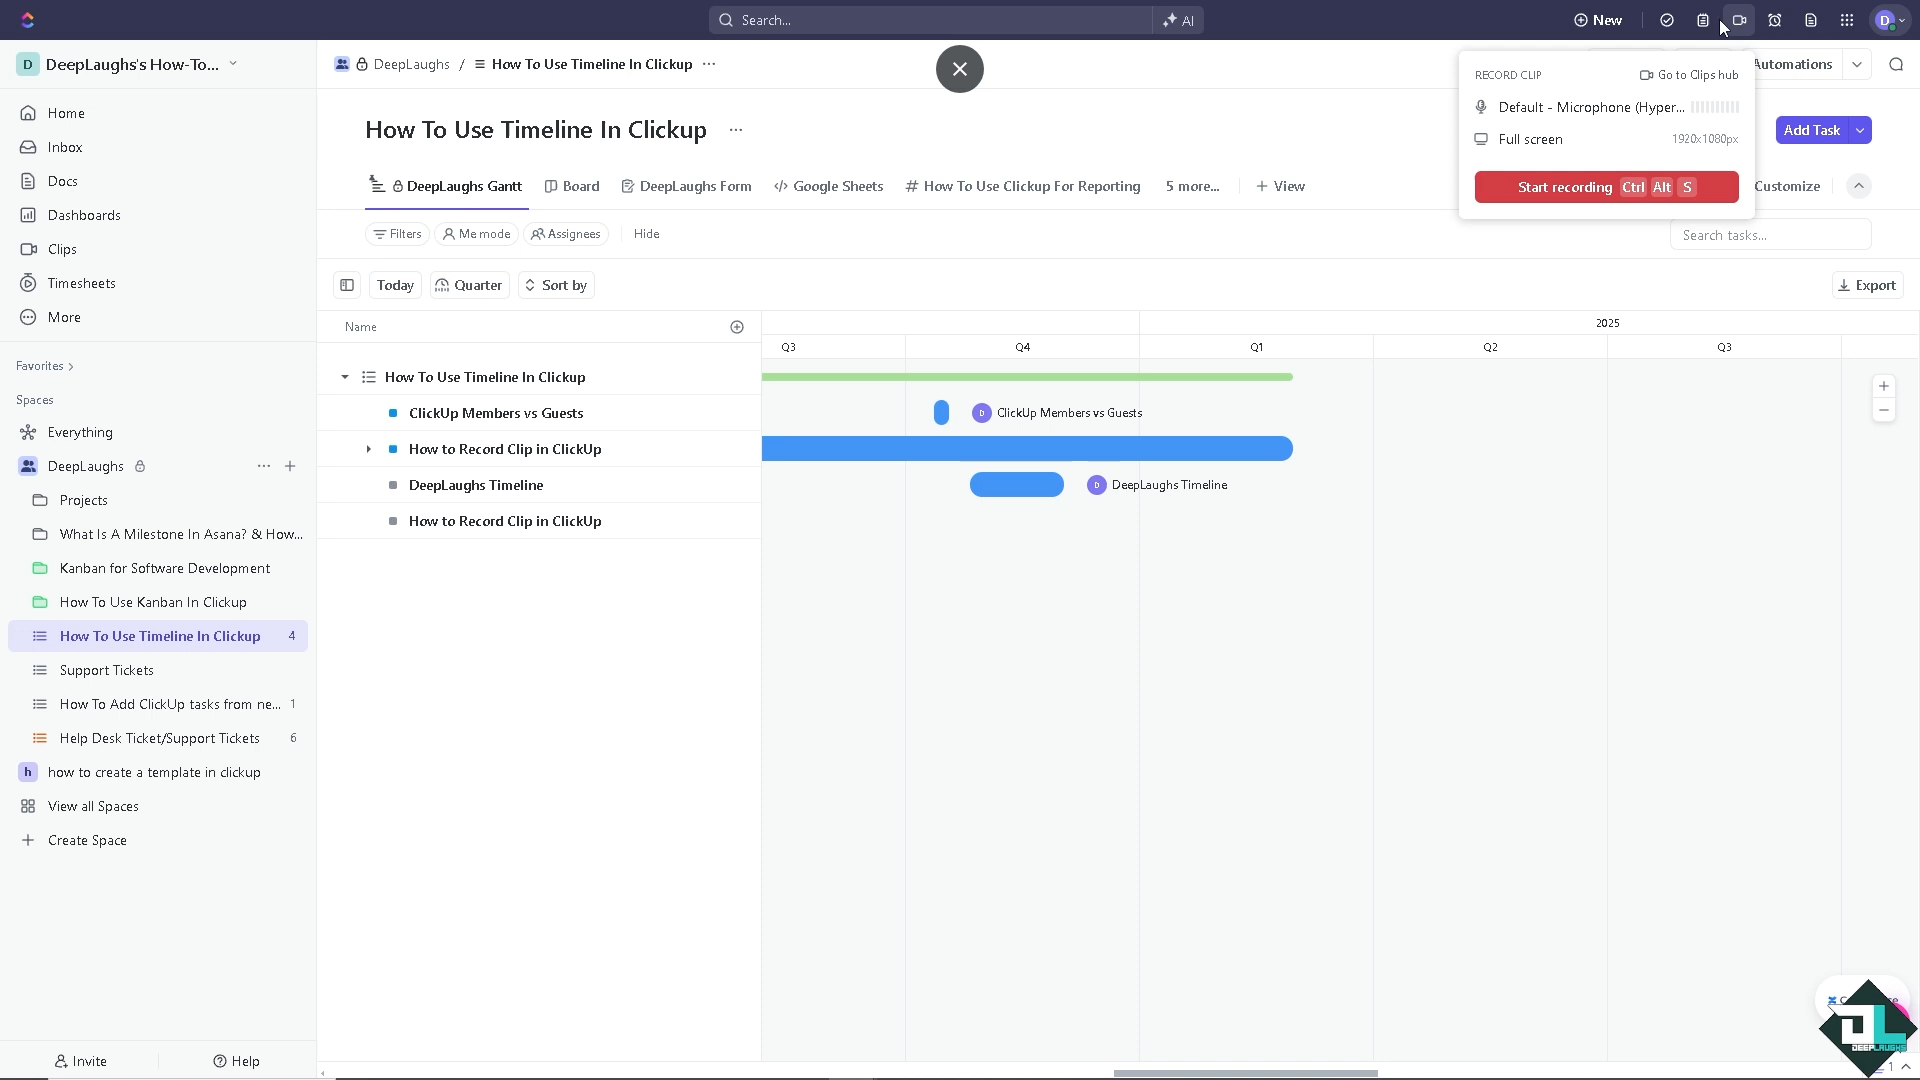 Search...
AI
New
D
D
DeepLaughs's How-To...
DeepLaughs / How To Use Timeline In Clickup ...
Automations
RECORD CLIP
Go to Clips hub
Default - Microphone (Hyper...
Full screen
1920x1080px
Start recording Ctrl Alt S
Home
Inbox
Docs
Dashboards
Clips
Timesheets
More
Favorites
Spaces
Everything
DeepLaughs
Projects
What Is A Milestone In Asana? & How...
Kanban for Software Development
How To Use Kanban In Clickup
How To Use Timeline In Clickup 4
Support Tickets
How To Add ClickUp tasks from ne... 1
Help Desk Ticket/Support Tickets 6
h how to create a template in clickup
View all Spaces
Create Space
Invite
Help
How To Use Timeline In Clickup ...
Add Task
DeepLaughs Gantt
Board
DeepLaughs Form
Google Sheets
How To Use Clickup For Reporting
5 more...
View
Customize
Filters
Me mode
Assignees
Hide
Search tasks...
Today
Quarter
Sort by
Export
Name
2025
Q3 Q4 Q1 Q2 Q3
How To Use Timeline In Clickup
ClickUp Members vs Guests
D ClickUp Members vs Guests
How to Record Clip in ClickUp
DeepLaughs Timeline
D DeepLaughs Timeline
How to Record Clip in ClickUp
DEEPLAUGHS
1